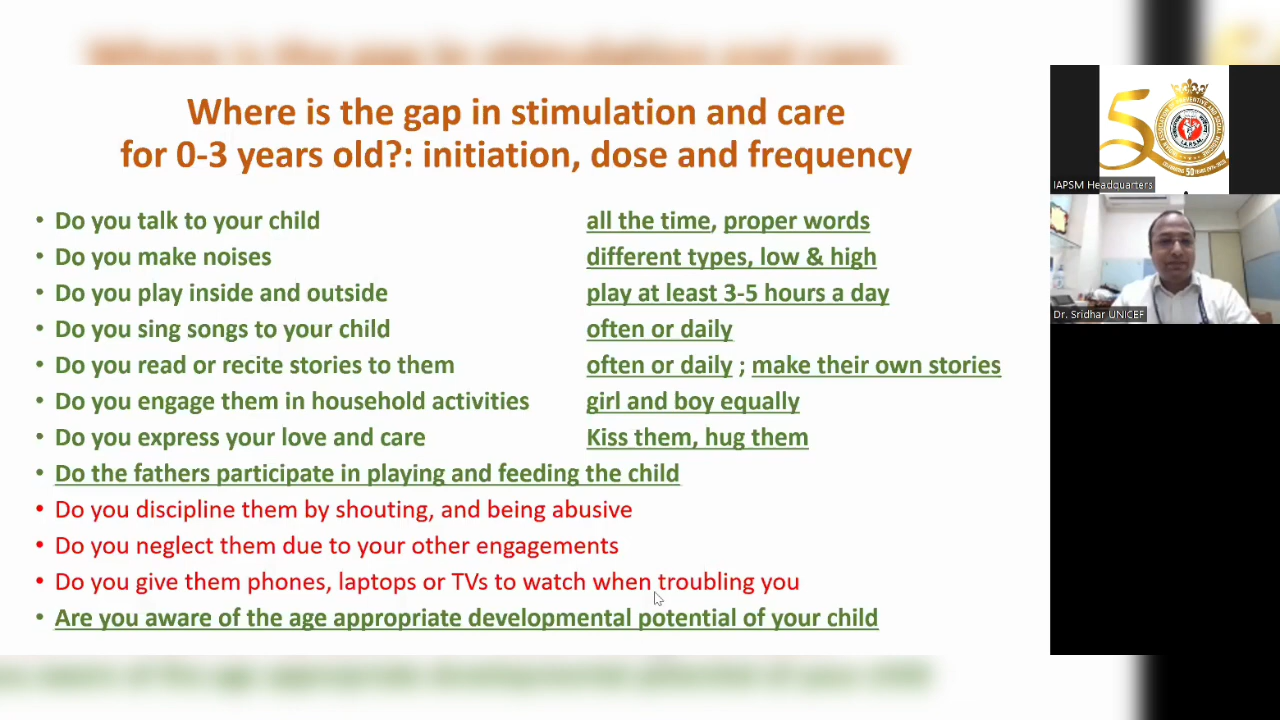 Where is the gap in stimulation and care
for 0-3 years old?: initiation, dose and frequency
• Do you talk to your child all the time, proper words
• Do you make noises different types, low & high
• Do you play inside and outside play at least 3-5 hours a day
• Do you sing songs to your child often or daily
• Do you read or recite stories to them often or daily ; make their own stories
• Do you engage them in household activities girl and boy equally
• Do you express your love and care Kiss them, hug them
• Do the fathers participate in playing and feeding the child
• Do you discipline them by shouting, and being abusive
• Do you neglect them due to your other engagements
• Do you give them phones, laptops or TVs to watch when troubling you
• Are you aware of the age appropriate developmental potential of your child
50
I.A.P.S.M.
IAPSM Headquarters
Dr. Sridhar UNICEF